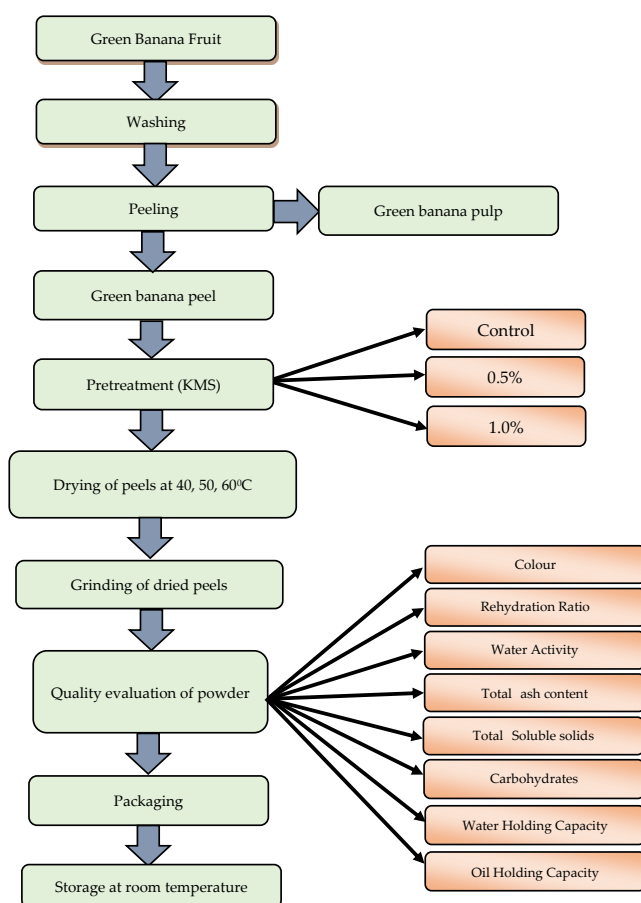 Green Banana Fruit
Washing
Peeling
Green banana pulp
Green banana peel
Pretreatment (KMS)
Control
0.5%
1.0%
Drying of peels at 40, 50, 60⁰C
Grinding of dried peels
Quality evaluation of powder
Colour
Rehydration Ratio
Water Activity
Total ash content
Total Soluble solids
Carbohydrates
Water Holding Capacity
Oil Holding Capacity
Packaging
Storage at room temperature